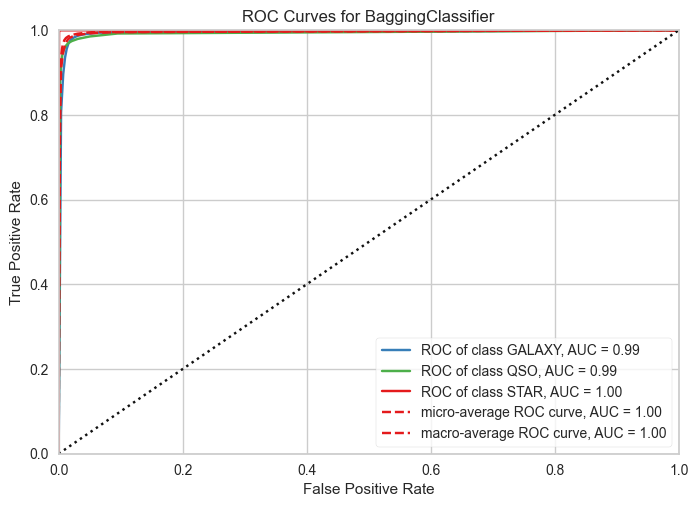 ROC Curves for BaggingClassifier
1.0
0.8
0.6
0.4
0.2
0.0
True Positive Rate
ROC of class GALAXY, AUC = 0.99
ROC of class QSO, AUC = 0.99
ROC of class STAR, AUC = 1.00
micro-average ROC curve, AUC = 1.00
macro-average ROC curve, AUC = 1.00
0.0 0.2 0.4 0.6 0.8 1.0
False Positive Rate